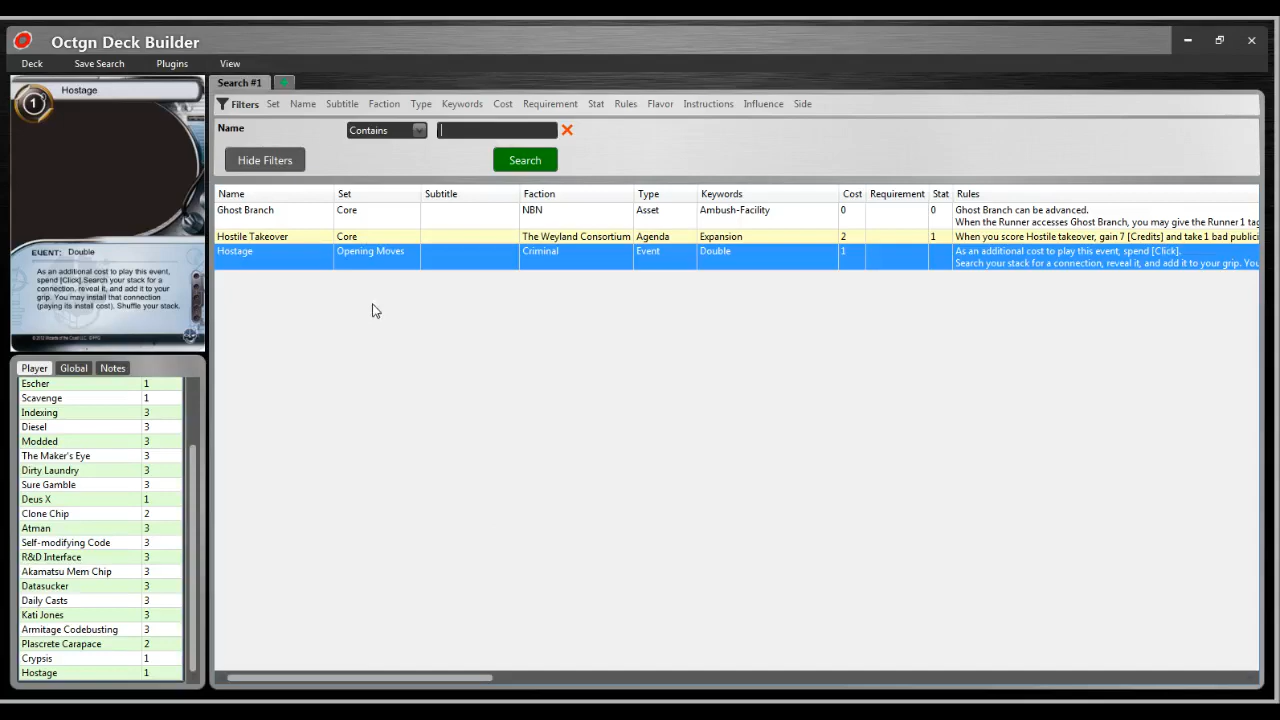 Octgn Deck Builder
Deck Save Search Plugins View
Hostage
1
EVENT: Double
As an additional cost to play this event,
spend [Click].Search your stack for a
connection, reveal it, and add it to your
grip. You may install that connection
(paying its install cost). Shuffle your stack.
Search #1
Filters Set Name Subtitle Faction Type Keywords Cost Requirement Stat Rules Flavor Instructions Influence Side
Name Contains
Hide Filters Search
Name Set Subtitle Faction Type Keywords Cost Requirement Stat Rules
Ghost Branch Core NBN Asset Ambush-Facility 0 0 Ghost Branch can be advanced.
When the Runner accesses Ghost Branch, you may give the Runner 1 tag
Hostile Takeover Core The Weyland Consortium Agenda Expansion 2 1 When you score Hostile takeover, gain 7 [Credits] and take 1 bad public
Hostage Opening Moves Criminal Event Double 1 As an additional cost to play this event, spend [Click].
Search your stack for a connection, reveal it, and add it to your grip. You
Player Global Notes
Escher 1
Scavenge 1
Indexing 3
Diesel 3
Modded 3
The Maker's Eye 3
Dirty Laundry 3
Sure Gamble 3
Deus X 1
Clone Chip 2
Atman 3
Self-modifying Code 3
R&D Interface 3
Akamatsu Mem Chip 3
Datasucker 3
Daily Casts 3
Kati Jones 3
Armitage Codebusting 3
Plascrete Carapace 2
Crypsis 1
Hostage 1